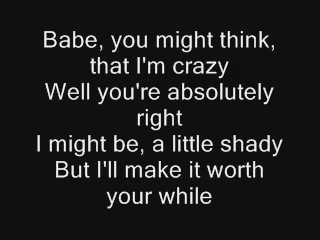 Babe, you might think,
that I'm crazy
Well you're absolutely
right
I might be, a little shady
But I'll make it worth
your while